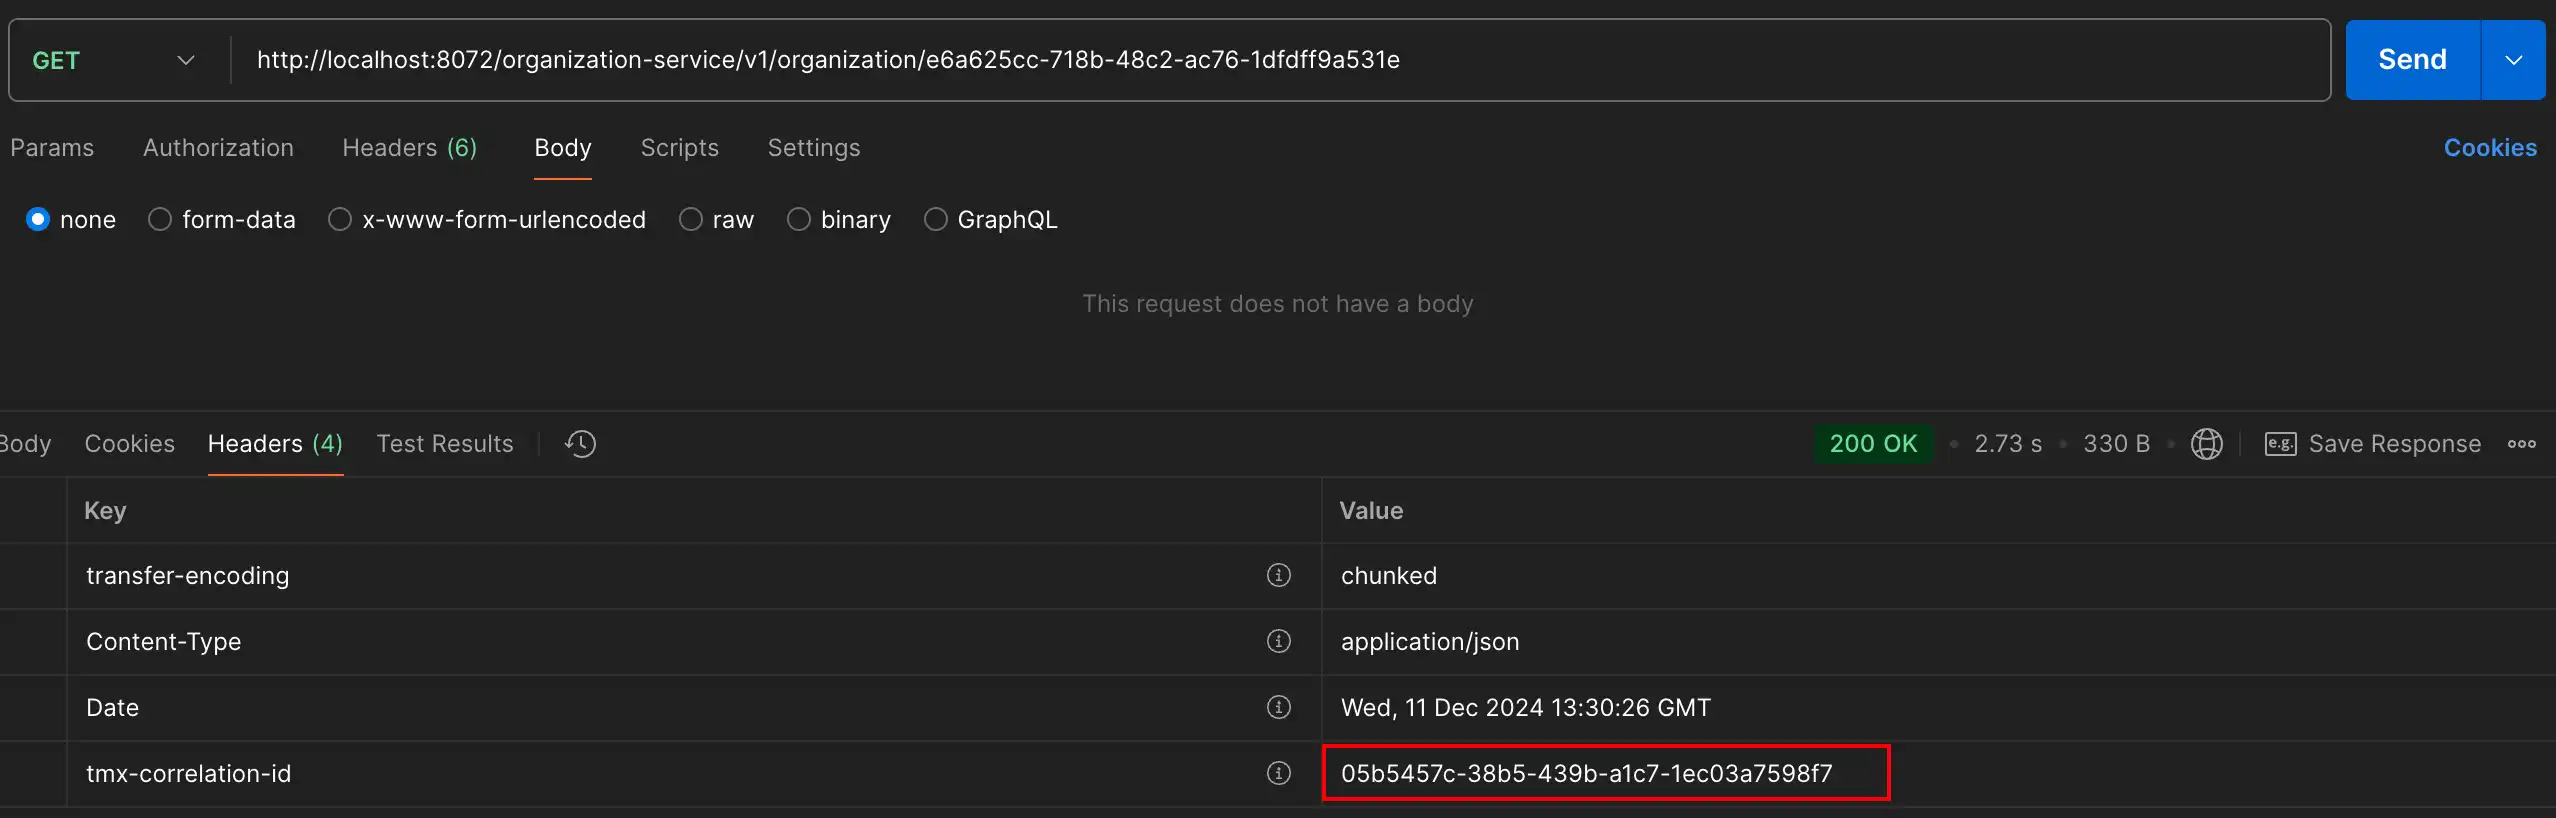 GET http://localhost:8072/organization-service/v1/organization/e6a625cc-718b-48c2-ac76-1dfdff9a531e Send
Params Authorization Headers (6) Body Scripts Settings Cookies
none form-data x-www-form-urlencoded raw binary GraphQL
This request does not have a body
Body Cookies Headers (4) Test Results 200 OK 2.73 s 330 B e.g. Save Response
Key Value
transfer-encoding chunked
Content-Type application/json
Date Wed, 11 Dec 2024 13:30:26 GMT
tmx-correlation-id 05b5457c-38b5-439b-a1c7-1ec03a7598f7